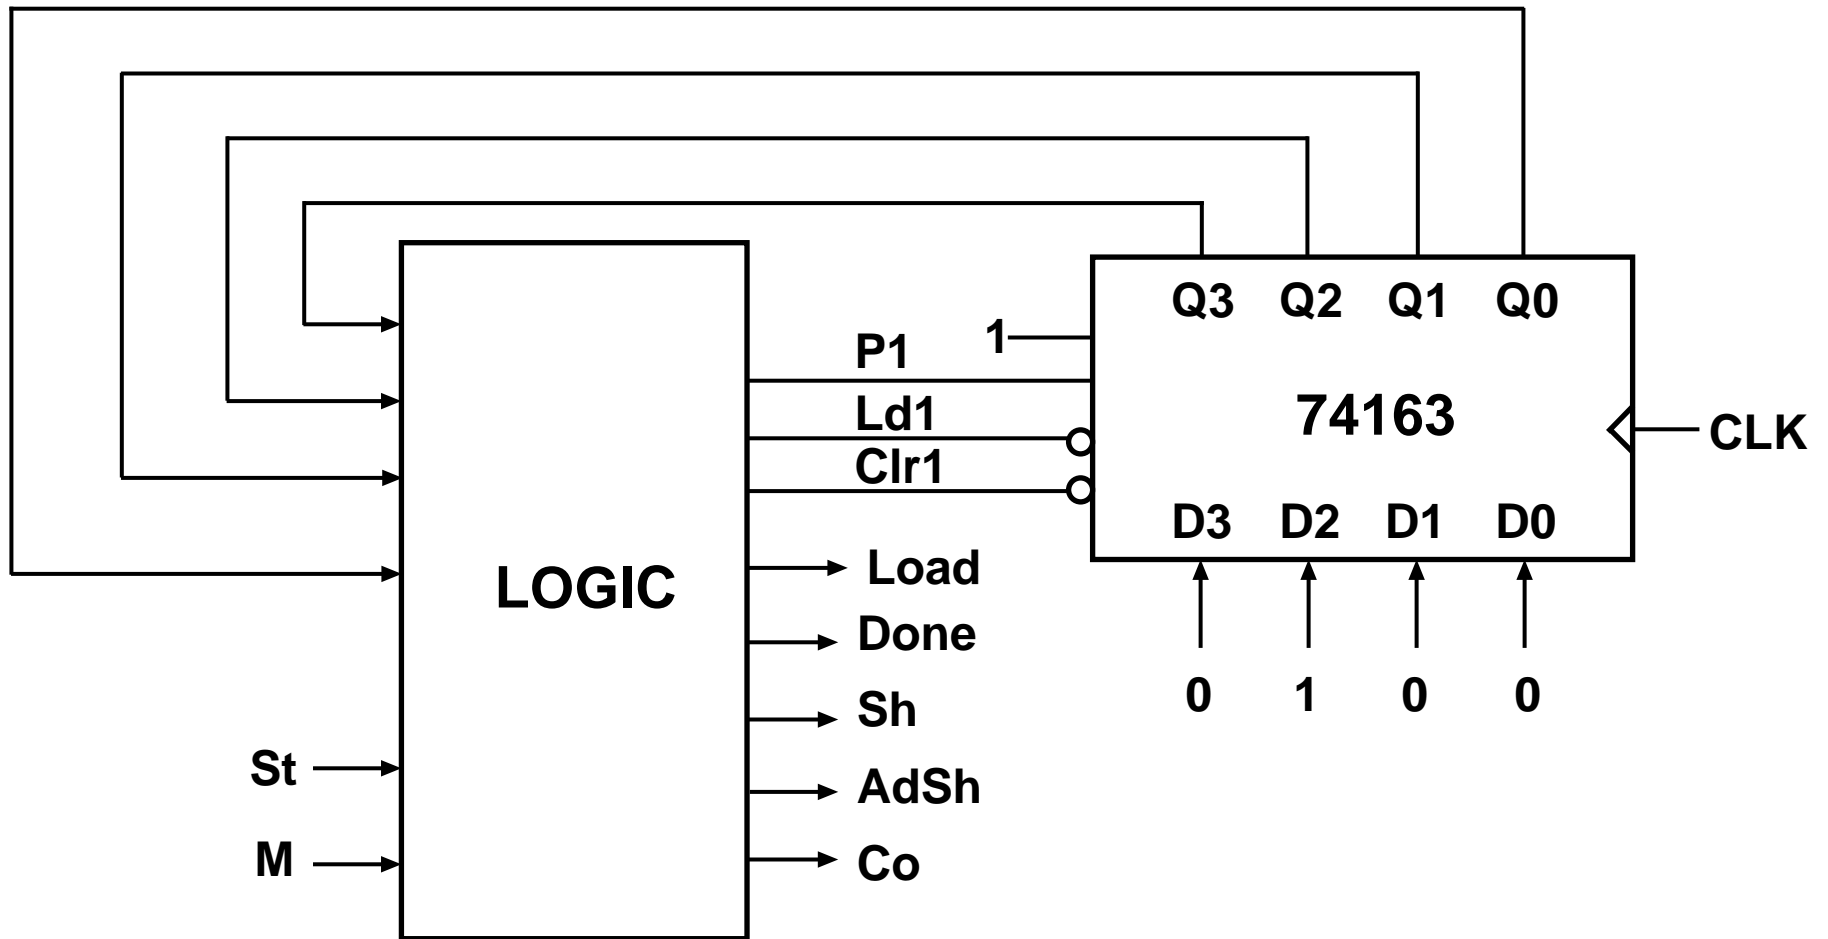 Q3 Q2 Q1 Q0
1
P1
74163
Ld1
CLK
Clr1
D3 D2 D1 D0
Load
LOGIC
Done
0 1 0 0
Sh
St
AdSh
M
Co